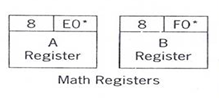 8 E0* 8 F0*
A B
Register Register
Math Registers